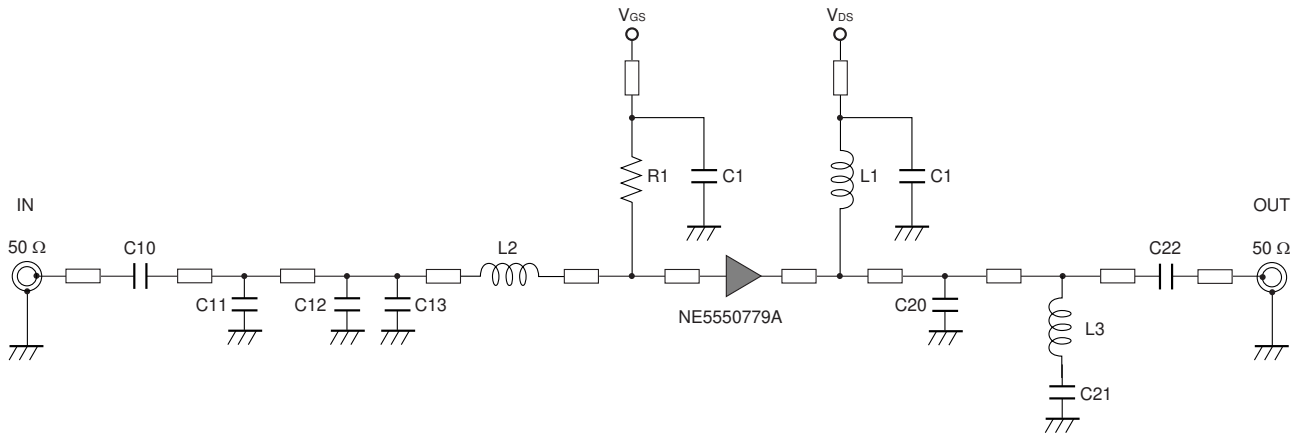 VGS
VDS
R1
C1
L1
C1
IN
OUT
50 Ω
C10
L2
C22
50 Ω
C11
C12
C13
NE5550779A
C20
L3
C21